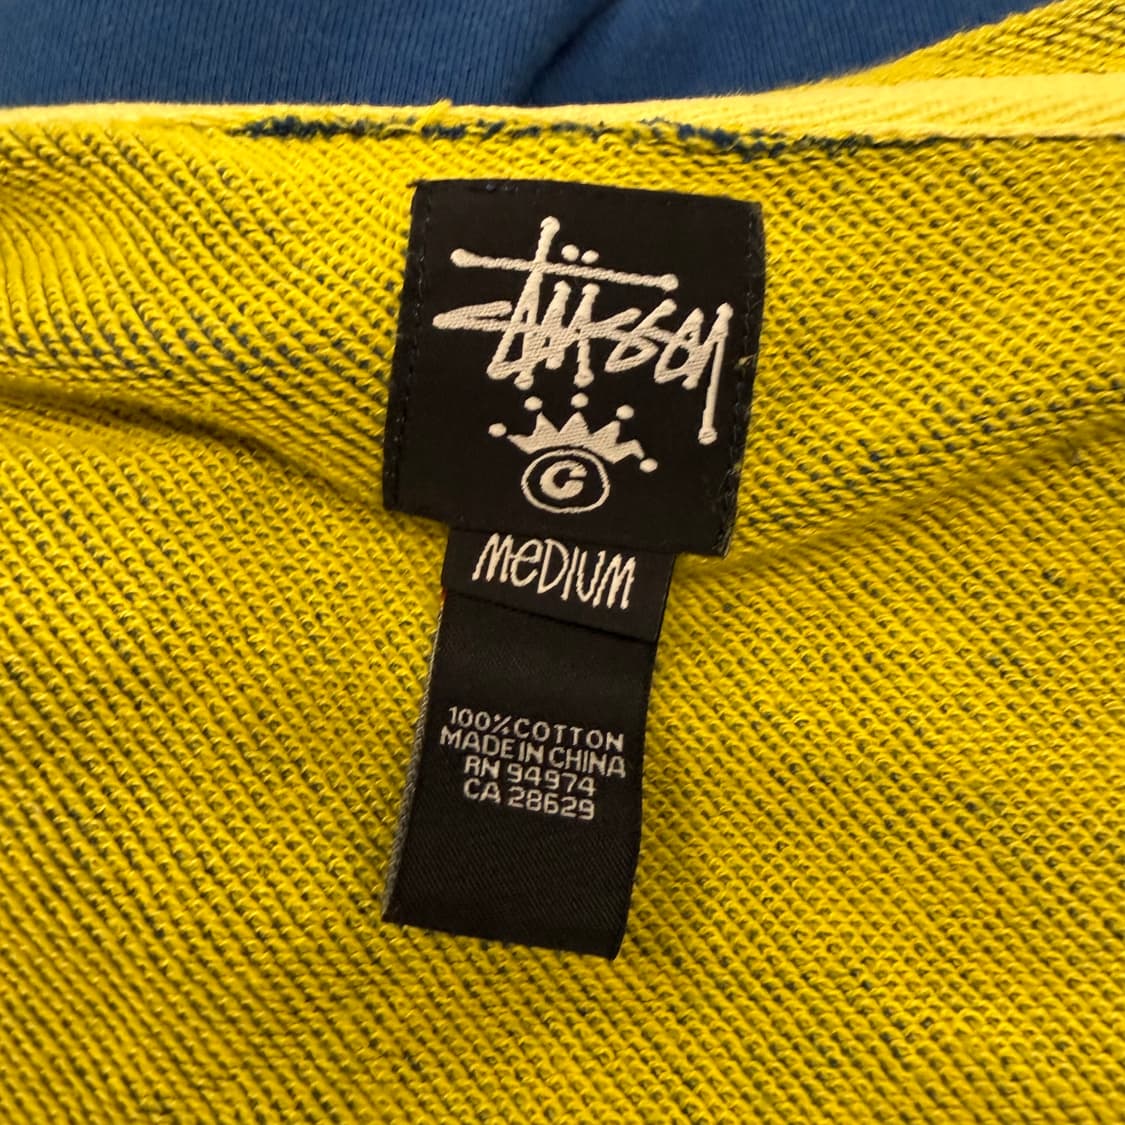 Stüssy
C
MEDIUM
100% COTTON
MADE IN CHINA
RN 94974
CA 28629